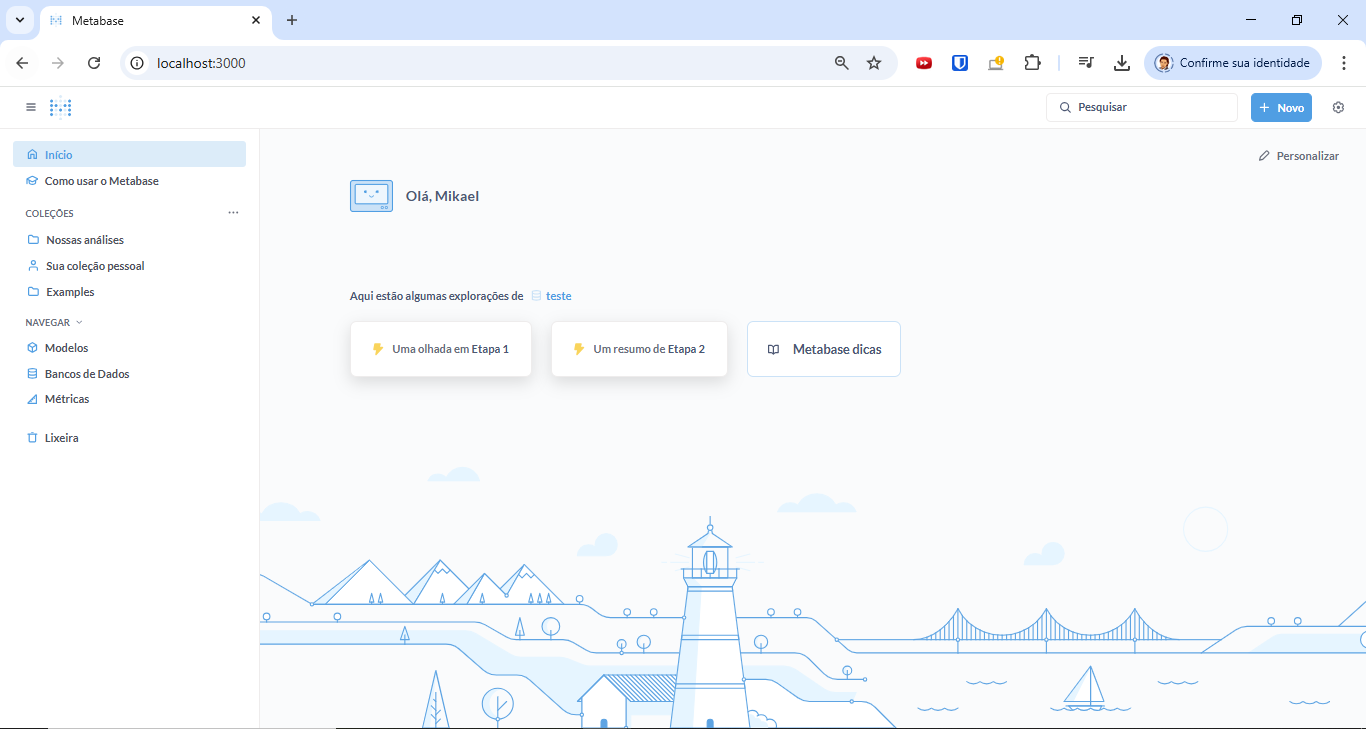 Metabase
localhost:3000
Confirme sua identidade
Pesquisar
+ Novo
Início
Personalizar
Como usar o Metabase
Olá, Mikael
COLEÇÕES
Nossas análises
Sua coleção pessoal
Examples
Aqui estão algumas explorações de teste
NAVEGAR
Modelos
Uma olhada em Etapa 1
Um resumo de Etapa 2
Metabase dicas
Bancos de Dados
Métricas
Lixeira